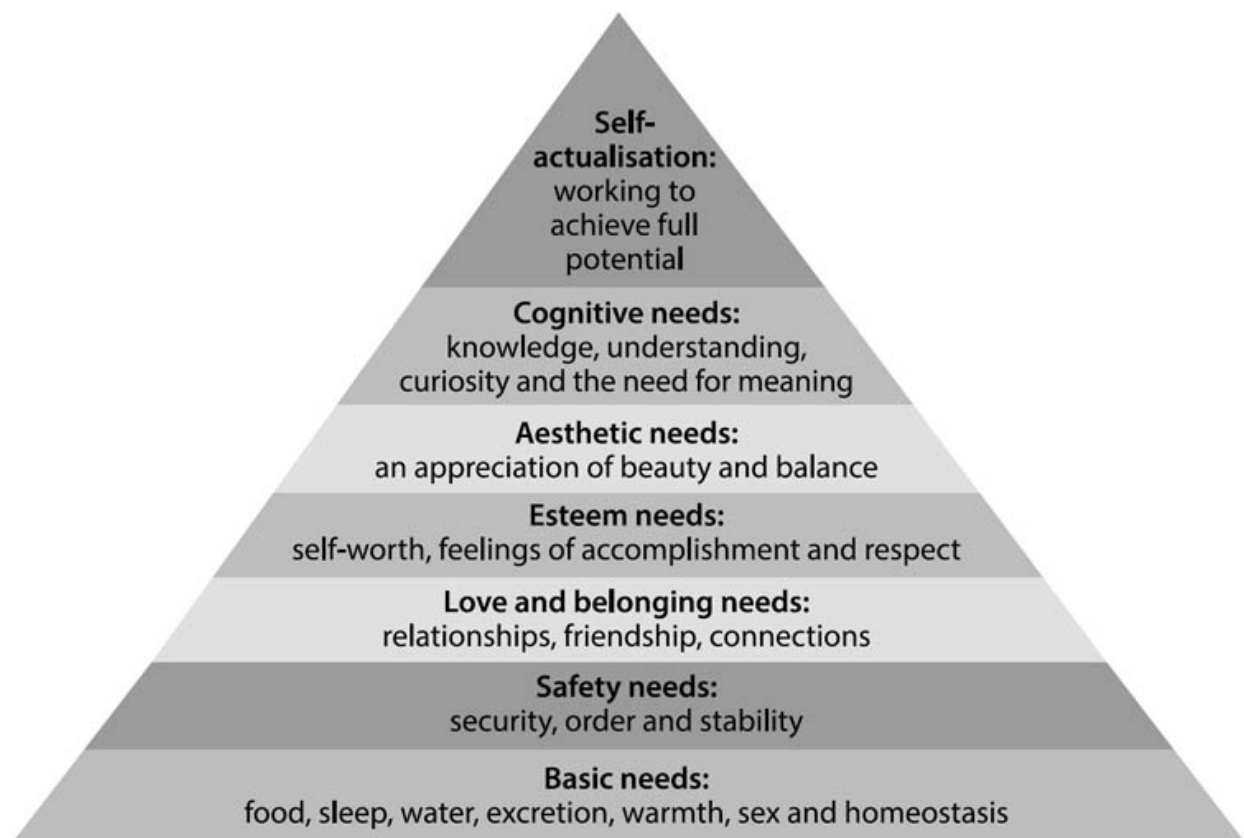 Self-
actualisation:
working to
achieve full
potential
Cognitive needs:
knowledge, understanding,
curiosity and the need for meaning
Aesthetic needs:
an appreciation of beauty and balance
Esteem needs:
self-worth, feelings of accomplishment and respect
Love and belonging needs:
relationships, friendship, connections
Safety needs:
security, order and stability
Basic needs:
food, sleep, water, excretion, warmth, sex and homeostasis